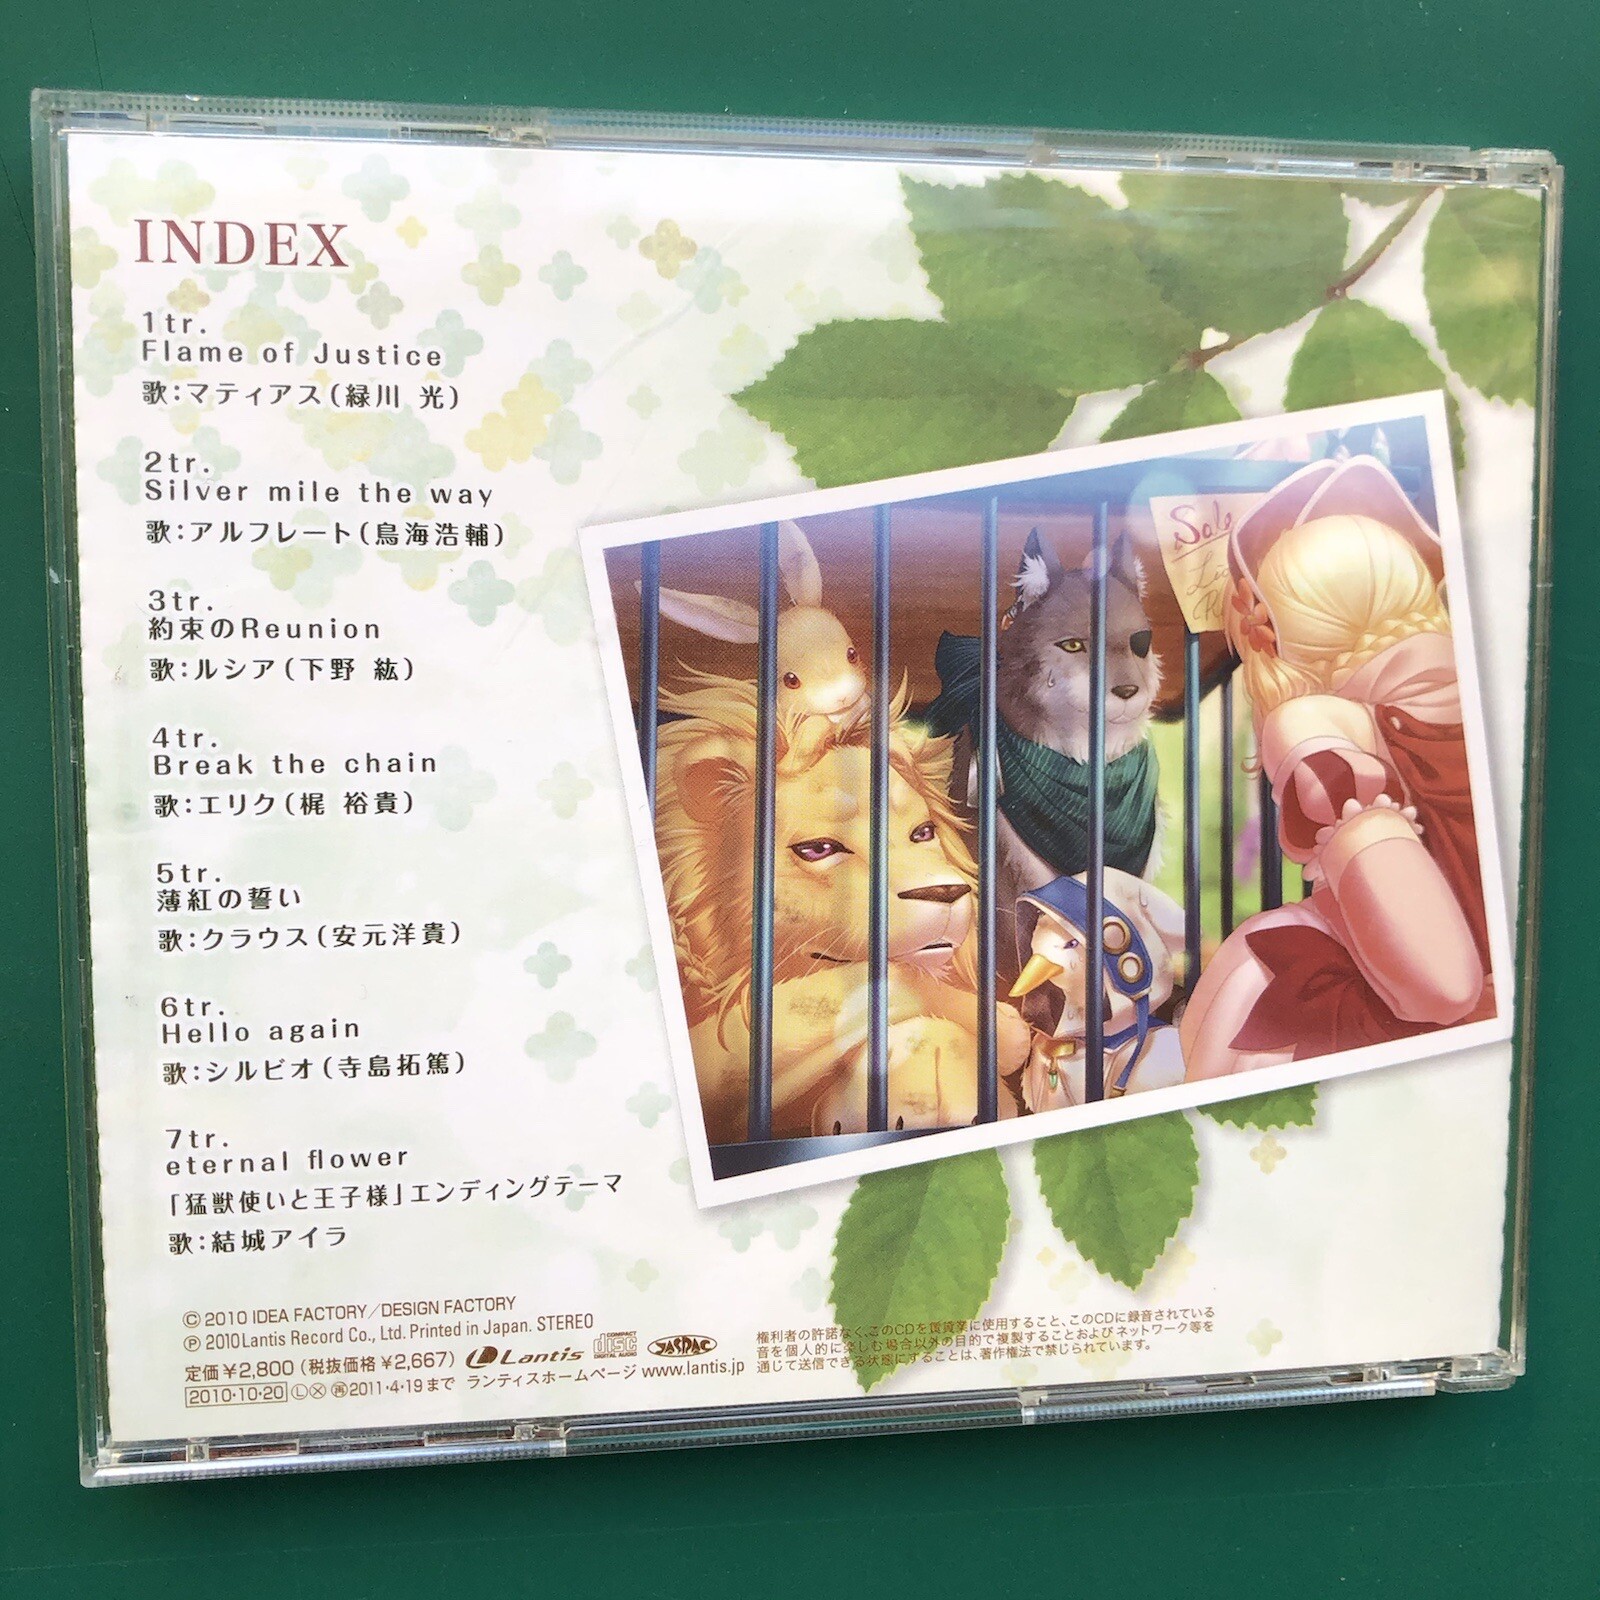 INDEX
1tr.
Flame of Justice
歌:マティアス(緑川 光)
2tr.
Silver mile the way
歌:アルフレート(鳥海浩輔)
3tr.
約束のReunion
歌:ルシア(下野 紘)
4tr.
Break the chain
歌:エリク(梶 裕貴)
5tr.
薄紅の誓い
歌:クラウス(安元洋貴)
6tr.
Hello again
歌:シルビオ(寺島拓篤)
7tr.
eternal flower
「猛獣使いと王子様」エンディングテーマ
歌:結城アイラ
Sale
©2010 IDEA FACTORY/DESIGN FACTORY
℗2010Lantis Record Co., Ltd. Printed in Japan. STEREO
定価¥2,800(税抜価格¥2,667)
Lantis
COMPACT
disc
DIGITAL AUDIO
JASRAC
2010・10・20 Ⓛ Ⓧ ㊢2011・4・19まで ランティスホームページ www.lantis.jp
権利者の許諾なく、このCDを賃貸業に使用すること、このCDに録音されている
音を個人的に楽しむ場合以外の目的で複製することおよびネットワーク等を
通じて送信できる状態にすることは、著作権法で禁じられています。